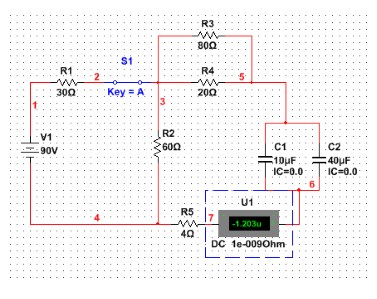 R3
80Ω
S1
R1
2
R4
5
30Ω
Key = A
3
20Ω
1
V1
90V
R2
60Ω
C1
10µF
IC=0.0
C2
40µF
IC=0.0
6
U1
4
R5
4Ω
7
-1.203u
DC 1e-009Ohm